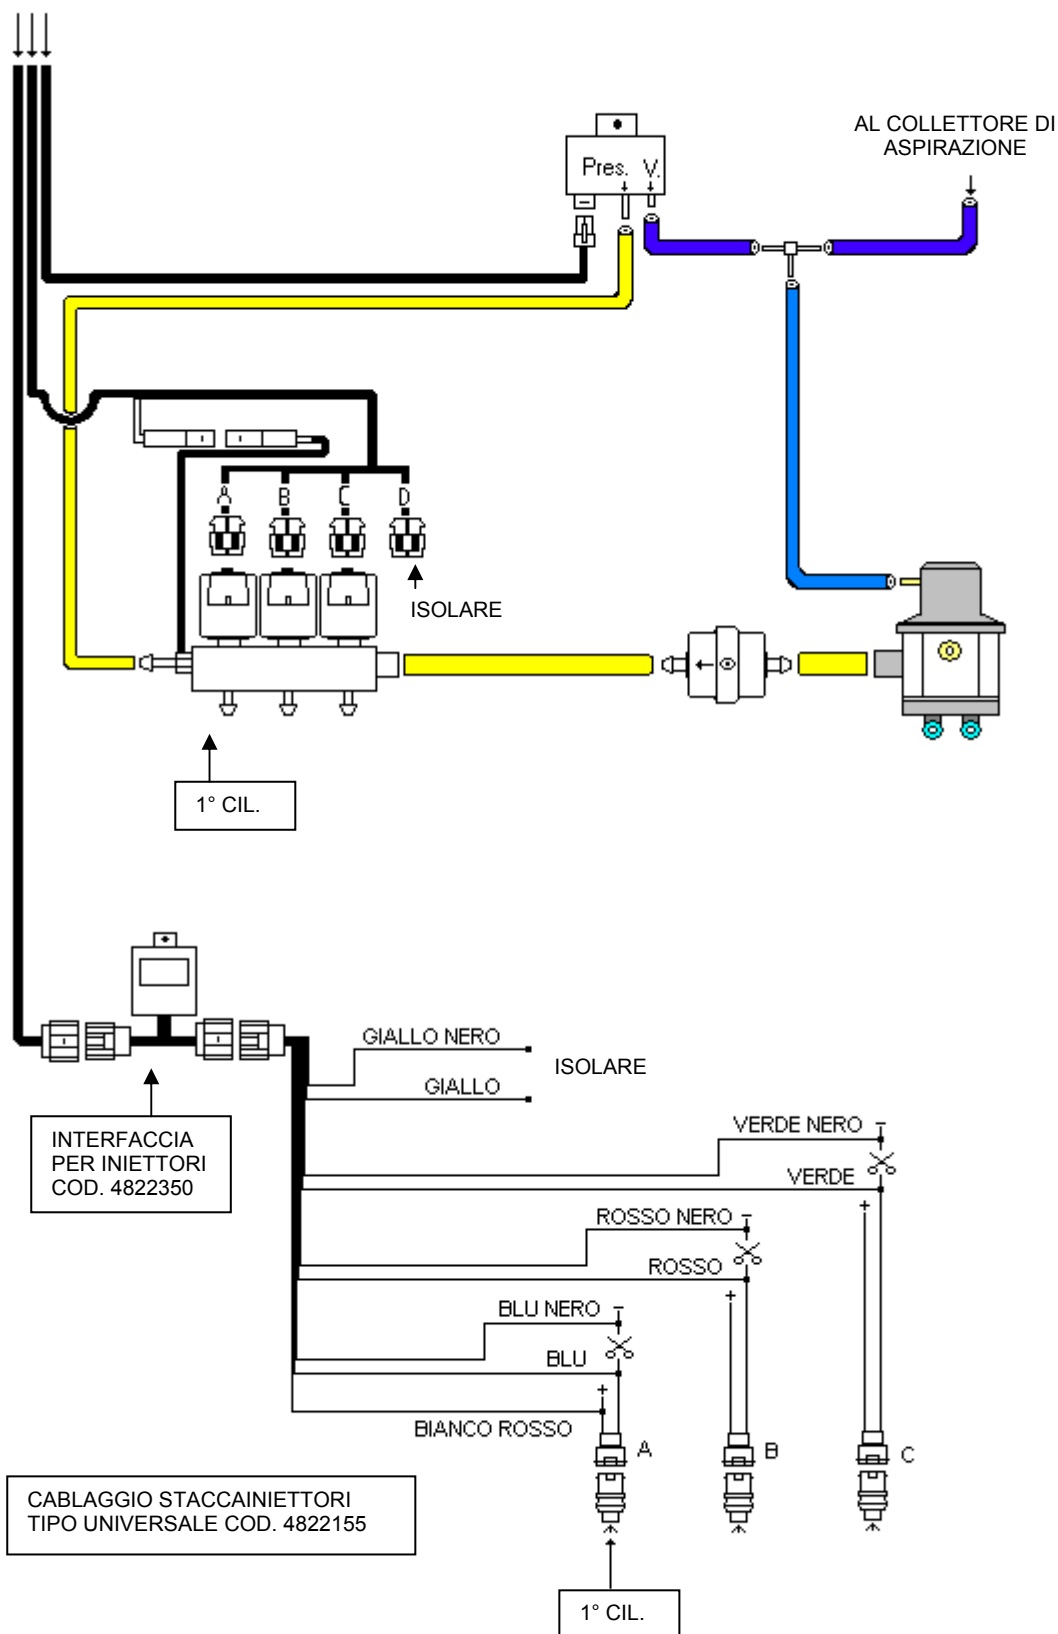 AL COLLETTORE DI
ASPIRAZIONE
Pres. V.
A B C D
ISOLARE
1° CIL.
GIALLO NERO
ISOLARE
GIALLO
INTERFACCIA
PER INIETTORI
COD. 4822350
VERDE NERO -
VERDE
+
ROSSO NERO -
ROSSO
+
BLU NERO -
BLU
+
BIANCO ROSSO
A
B
C
CABLAGGIO STACCAINIETTORI
TIPO UNIVERSALE COD. 4822155
1° CIL.